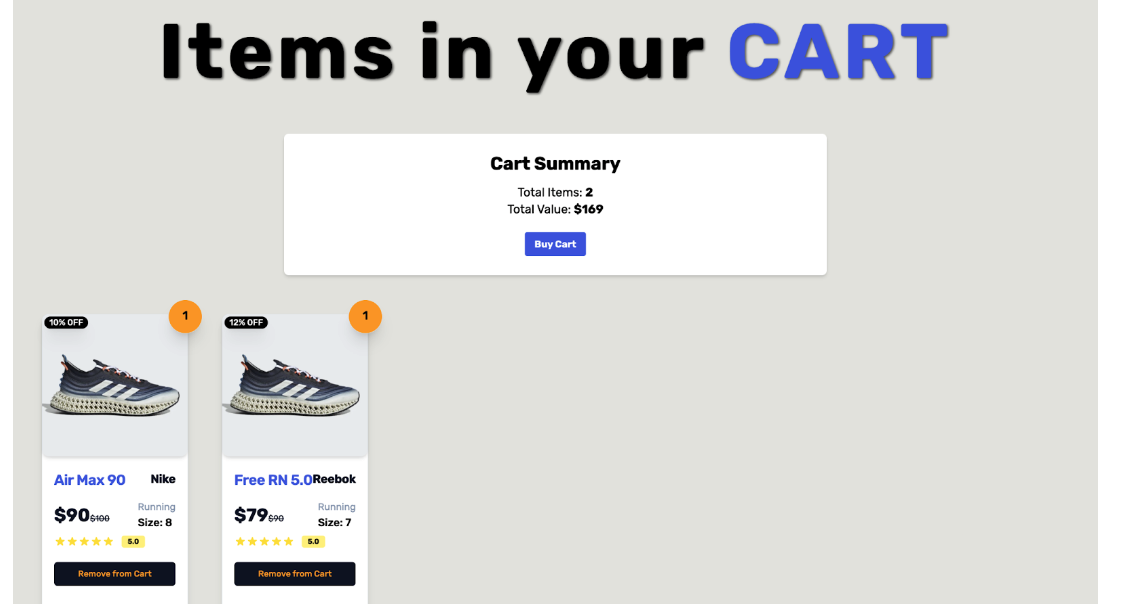 Items in your CART
Cart Summary
Total Items: 2
Total Value: $169
Buy Cart
10% OFF
1
Air Max 90 Nike
$90 $100 Running
Size: 8
5.0
Remove from Cart
12% OFF
1
Free RN 5.0 Reebok
$79 $90 Running
Size: 7
5.0
Remove from Cart